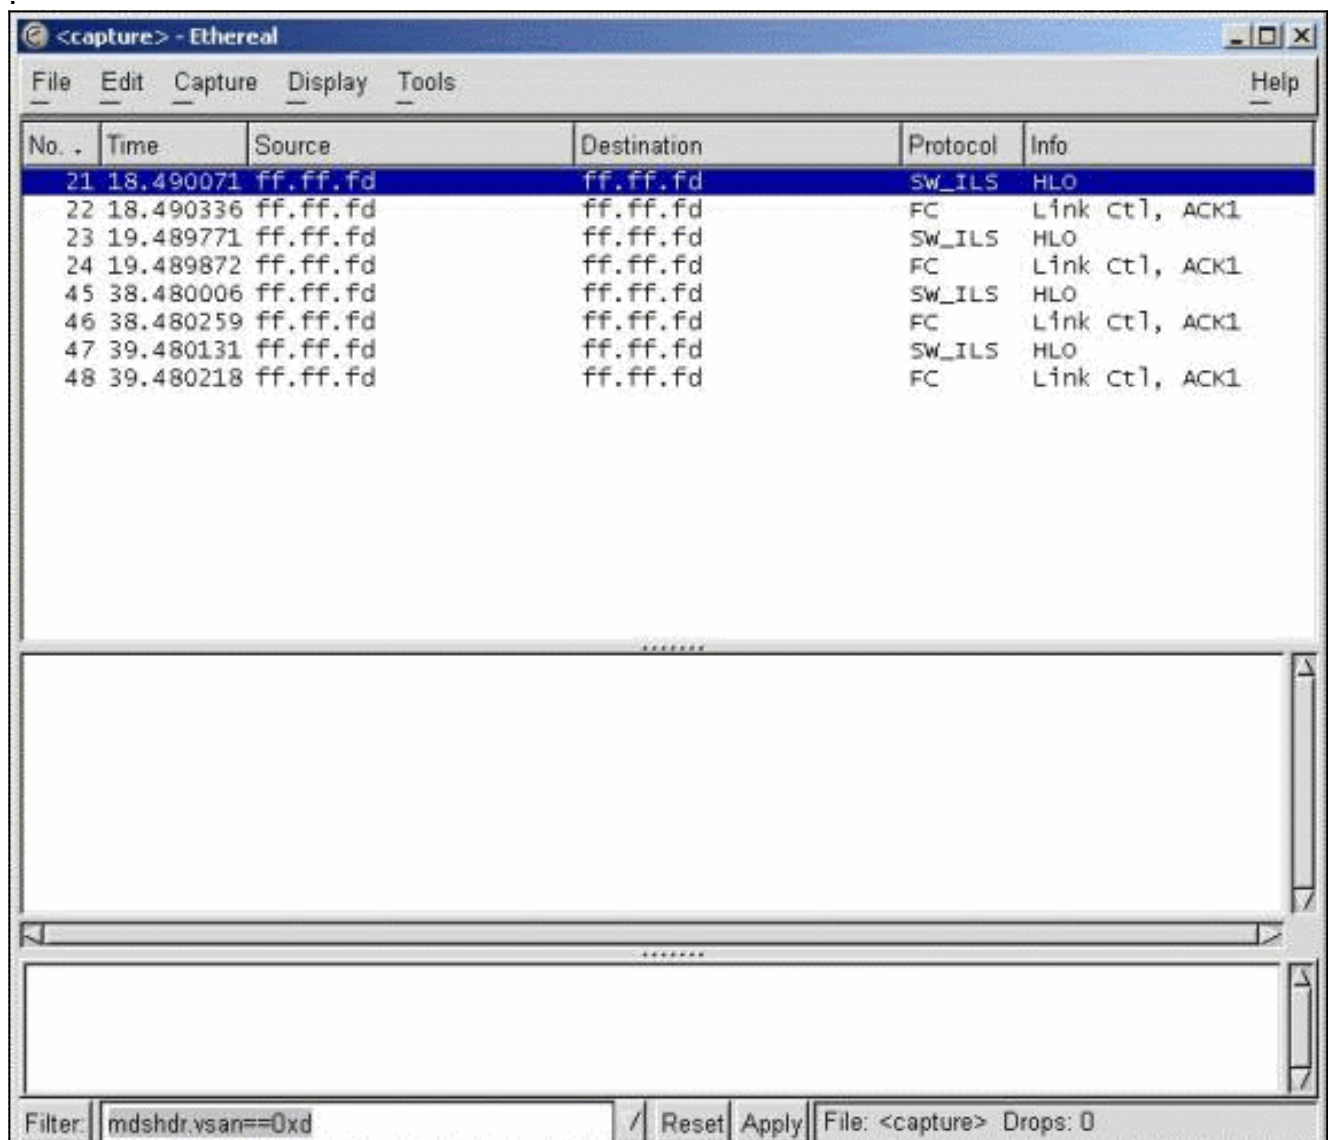 <capture> - Ethereal
File Edit Capture Display Tools Help
No. . Time Source Destination Protocol Info
21 18.490071 ff.ff.fd ff.ff.fd SW_ILS HLO
22 18.490336 ff.ff.fd ff.ff.fd FC Link Ctl, ACK1
23 19.489771 ff.ff.fd ff.ff.fd SW_ILS HLO
24 19.489872 ff.ff.fd ff.ff.fd FC Link Ctl, ACK1
45 38.480006 ff.ff.fd ff.ff.fd SW_ILS HLO
46 38.480259 ff.ff.fd ff.ff.fd FC Link Ctl, ACK1
47 39.480131 ff.ff.fd ff.ff.fd SW_ILS HLO
48 39.480218 ff.ff.fd ff.ff.fd FC Link Ctl, ACK1
Filter: mdshdr.vsan==0xd / Reset Apply File: <capture> Drops: 0